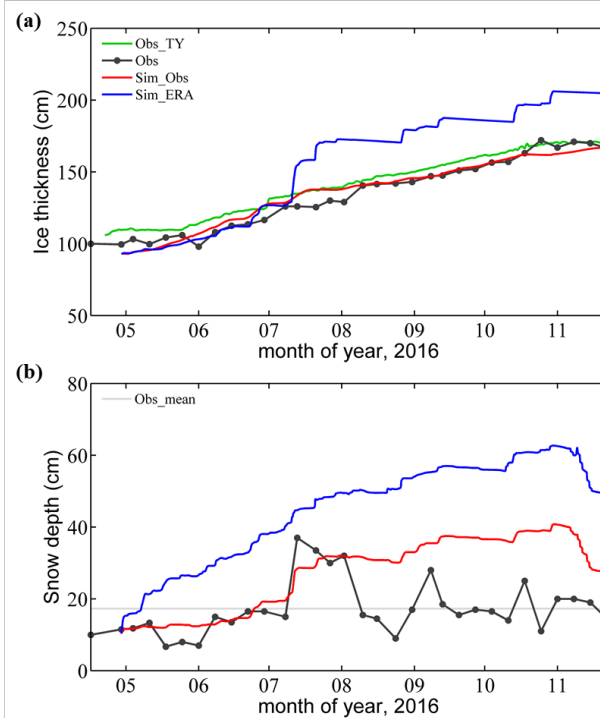 (a)
250
200
150
100
50
Ice thickness (cm)
Obs_TY
Obs
Sim_Obs
Sim_ERA
05 06 07 08 09 10 11
month of year, 2016
(b)
80
60
40
20
0
Snow depth (cm)
Obs_mean
05 06 07 08 09 10 11
month of year, 2016